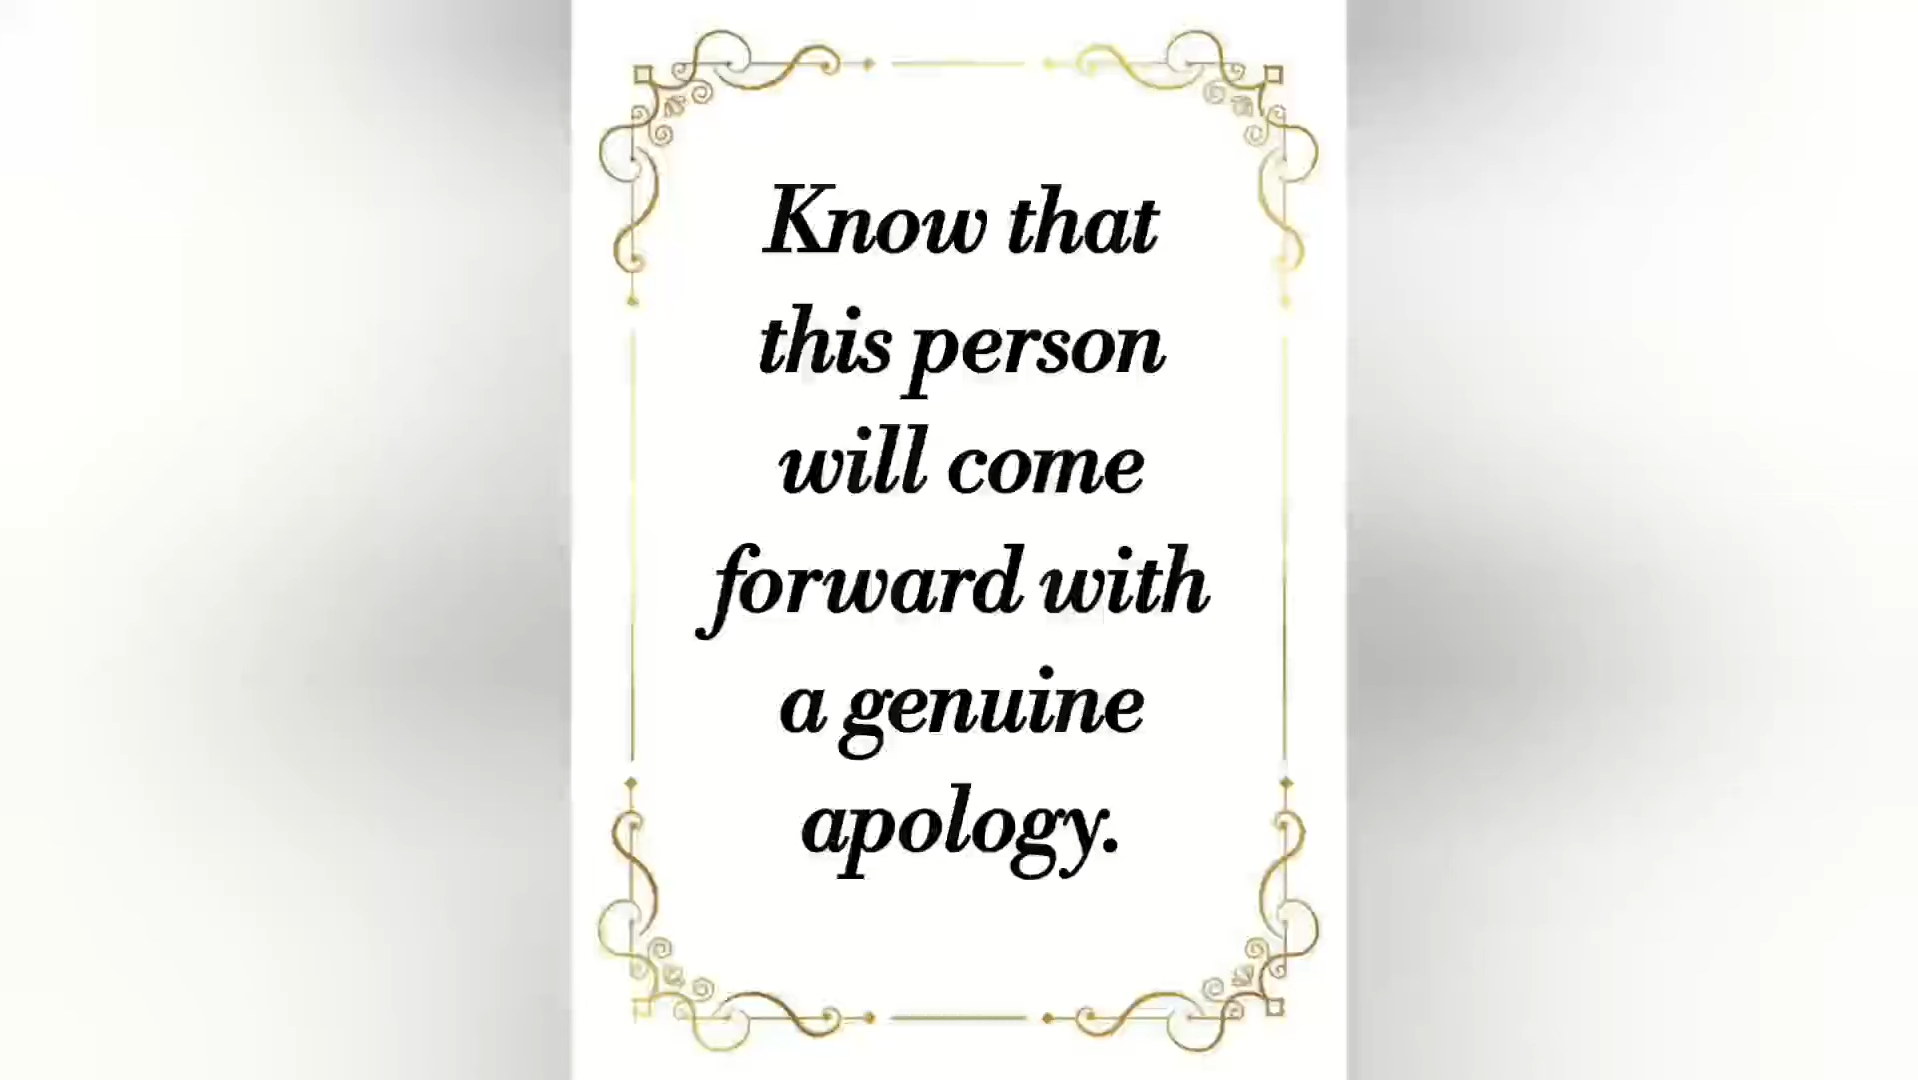 Know that
this person
will come
forward with
a genuine
apology.